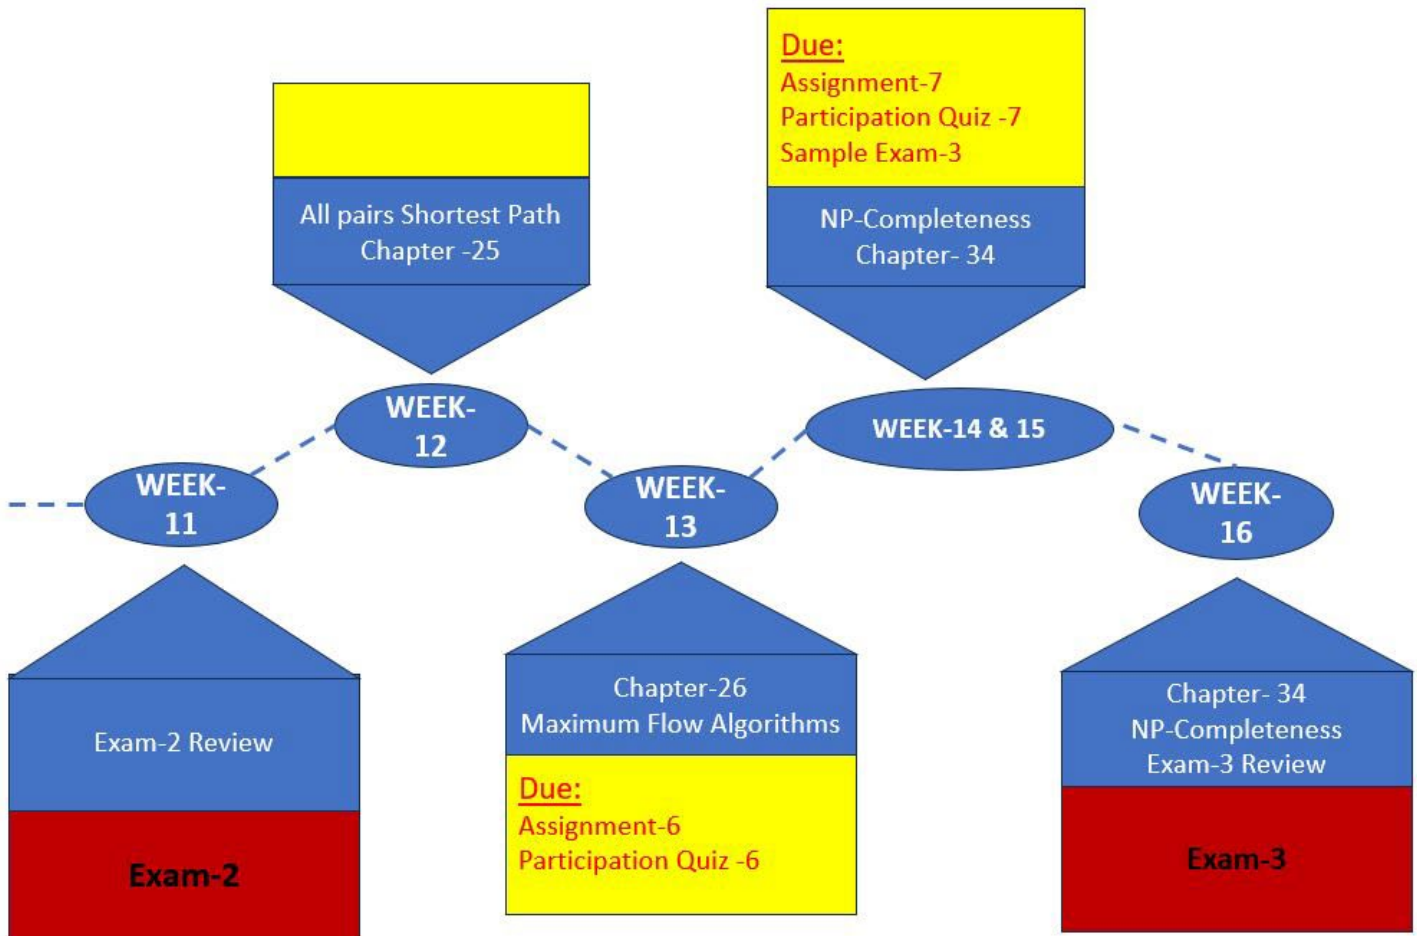 Due:
Assignment-7
Participation Quiz -7
Sample Exam-3
All pairs Shortest Path
Chapter -25
NP-Completeness
Chapter- 34
WEEK-
12
WEEK-14 & 15
WEEK-
11
WEEK-
13
WEEK-
16
Exam-2 Review
Exam-2
Chapter-26
Maximum Flow Algorithms
Due:
Assignment-6
Participation Quiz -6
Chapter- 34
NP-Completeness
Exam-3 Review
Exam-3